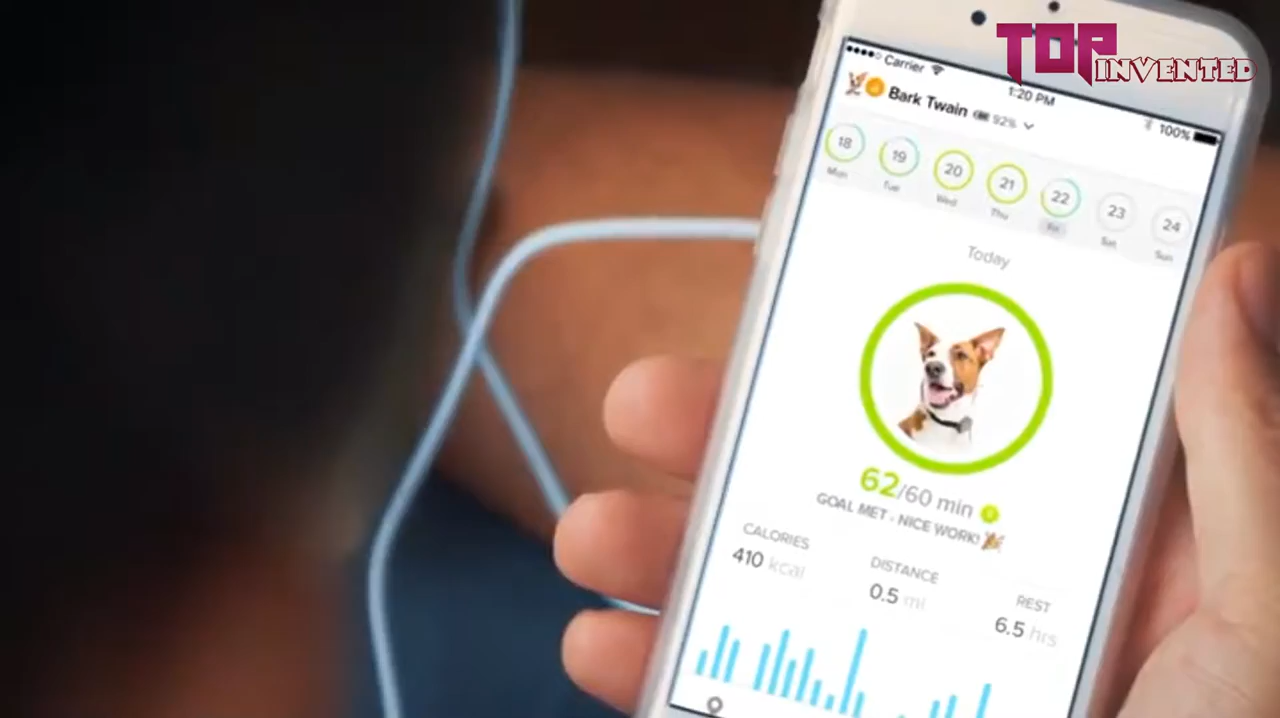 TOP
INVENTED
Carrier
1:20 PM
100%
Bark Twain 92%
18 19 20 21 22 23 24
Mon Tue Wed Thu Fri Sat Sun
Today
62/60 min
GOAL MET - NICE WORK!
CALORIES DISTANCE REST
410 kcal 0.5 mi 6.5 hrs